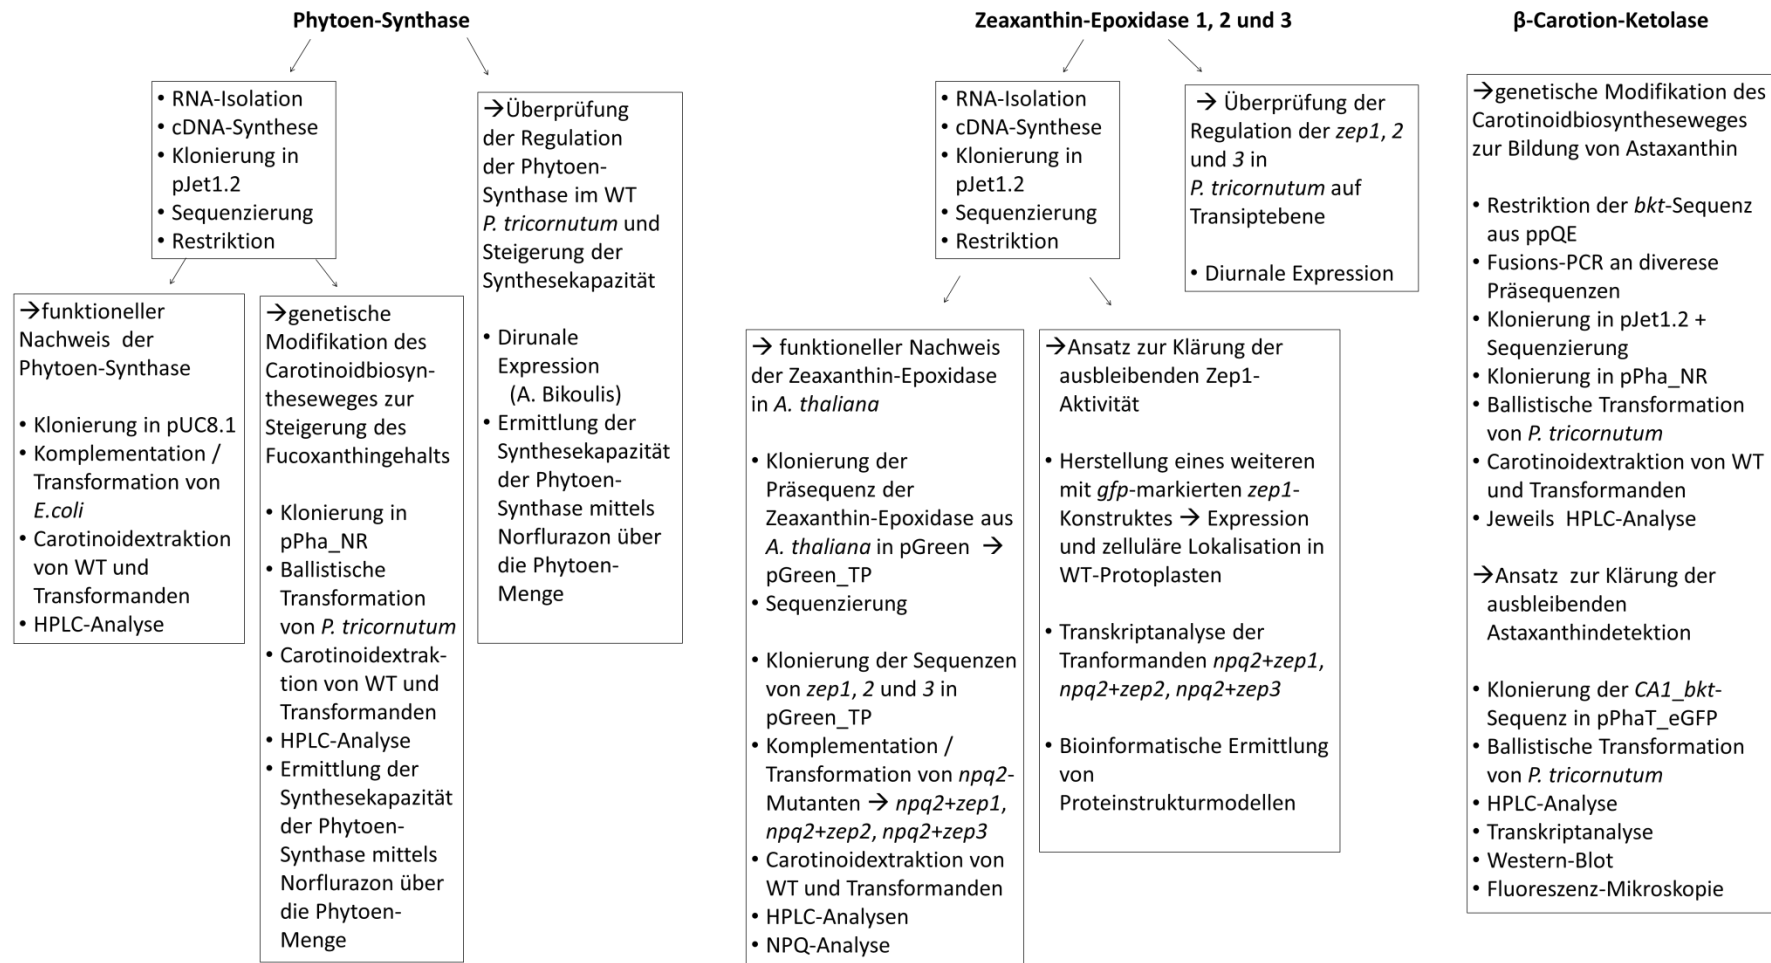 Phytoen-Synthase
• RNA-Isolation
• cDNA-Synthese
• Klonierung in
pJet1.2
• Sequenzierung
• Restriktion
→funktioneller
Nachweis der
Phytoen-Synthase
• Klonierung in pUC8.1
• Komplementation /
Transformation von
E.coli
• Carotinoidextraktion
von WT und
Transformanden
• HPLC-Analyse
→genetische
Modifikation des
Carotinoidbiosyn-
theseweges zur
Steigerung des
Fucoxanthingehalts
• Klonierung in
pPha_NR
• Ballistische
Transformation
von P. tricornutum
• Carotinoidextrak-
tion von WT und
Transformanden
• HPLC-Analyse
• Ermittlung der
Synthesekapazität
der Phytoen-
Synthase mittels
Norflurazon über
die Phytoen-
Menge
→Überprüfung
der Regulation
der Phytoen-
Synthase im WT
P. tricornutum und
Steigerung der
Synthesekapazität
• Dirunale
Expression
(A. Bikoulis)
• Ermittlung der
Synthesekapazität
der Phytoen-
Synthase mittels
Norflurazon über
die Phytoen-
Menge
Zeaxanthin-Epoxidase 1, 2 und 3
• RNA-Isolation
• cDNA-Synthese
• Klonierung in
pJet1.2
• Sequenzierung
• Restriktion
→ Überprüfung der
Regulation der zep1, 2
und 3 in
P. tricornutum auf
Transiptebene
• Diurnale Expression
→ funktioneller Nachweis
der Zeaxanthin-Epoxidase
in A. thaliana
• Klonierung der
Präsequenz der
Zeaxanthin-Epoxidase aus
A. thaliana in pGreen →
pGreen_TP
• Sequenzierung
• Klonierung der Sequenzen
von zep1, 2 und 3 in
pGreen_TP
• Komplementation /
Transformation von npq2-
Mutanten → npq2+zep1,
npq2+zep2, npq2+zep3
• Carotinoidextraktion von
WT und Transformanden
• HPLC-Analysen
• NPQ-Analyse
→Ansatz zur Klärung der
ausbleibenden Zep1-
Aktivität
• Herstellung eines weiteren
mit gfp-markierten zep1-
Konstruktes → Expression
und zelluläre Lokalisation in
WT-Protoplasten
• Transkriptanalyse der
Tranformanden npq2+zep1,
npq2+zep2, npq2+zep3
• Bioinformatische Ermittlung
von
Proteinstrukturmodellen
β-Carotion-Ketolase
→genetische Modifikation des
Carotinoidbiosyntheseweges
zur Bildung von Astaxanthin
• Restriktion der bkt-Sequenz
aus ppQE
• Fusions-PCR an diverese
Präsequenzen
• Klonierung in pJet1.2 +
Sequenzierung
• Klonierung in pPha_NR
• Ballistische Transformation
von P. tricornutum
• Carotinoidextraktion von WT
und Transformanden
• Jeweils HPLC-Analyse
→Ansatz zur Klärung der
ausbleibenden
Astaxanthindetektion
• Klonierung der CA1_bkt-
Sequenz in pPhaT_eGFP
• Ballistische Transformation
von P. tricornutum
• HPLC-Analyse
• Transkriptanalyse
• Western-Blot
• Fluoreszenz-Mikroskopie